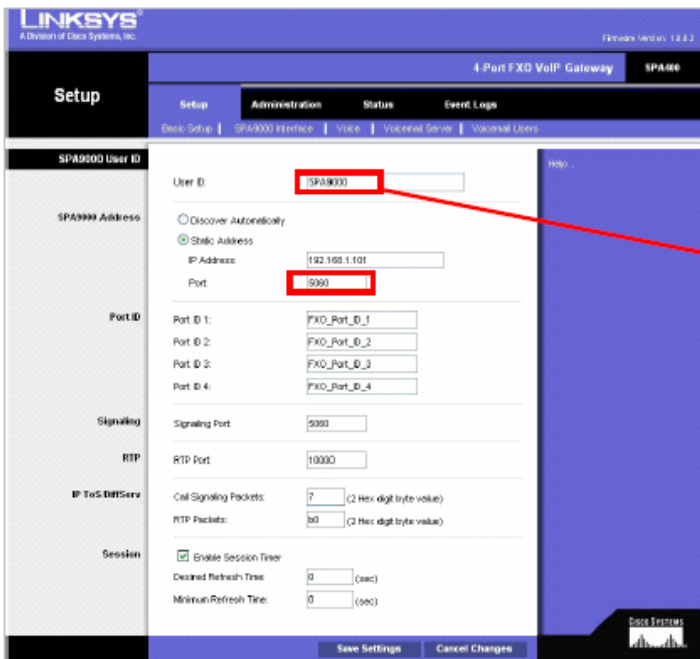 LINKSYS®
A Division of Cisco Systems, Inc.
Firmware Version: 1.0.0.2
4-Port FXO VoIP Gateway SPA400
Setup
Setup Administration Status Event Logs
Basic Setup | SPA9000 Interface | Voice | Voicemail Server | Voicemail Users
SPA9000 User ID
Help...
User ID: SPA9000
SPA9000 Address
Discover Automatically
Static Address
IP Address: 192.168.1.101
Port 5060
Port ID
Port ID 1: FXO_Port_ID_1
Port ID 2: FXO_Port_ID_2
Port ID 3: FXO_Port_ID_3
Port ID 4: FXO_Port_ID_4
Signaling
Signaling Port 5060
RTP
RTP Port 10000
IP ToS DiffServ
Call Signaling Packets: 7 (2 Hex digit byte value)
RTP Packets: b0 (2 Hex digit byte value)
Session
Enable Session Timer
Desired Refresh Time: 0 (sec)
Minimum Refresh Time: 0 (sec)
Cisco Systems
Save Settings Cancel Changes